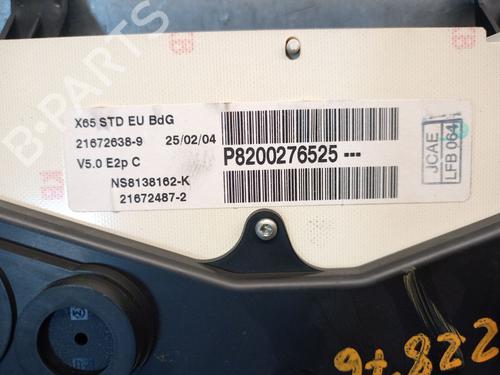 B-PARTS
X65 STD EU BdG
21672638-9 25/02/04
V5.0 E2p C
P8200276525---
NS8138162-K
21672487-2
JCAE
LFB 064
9t.822